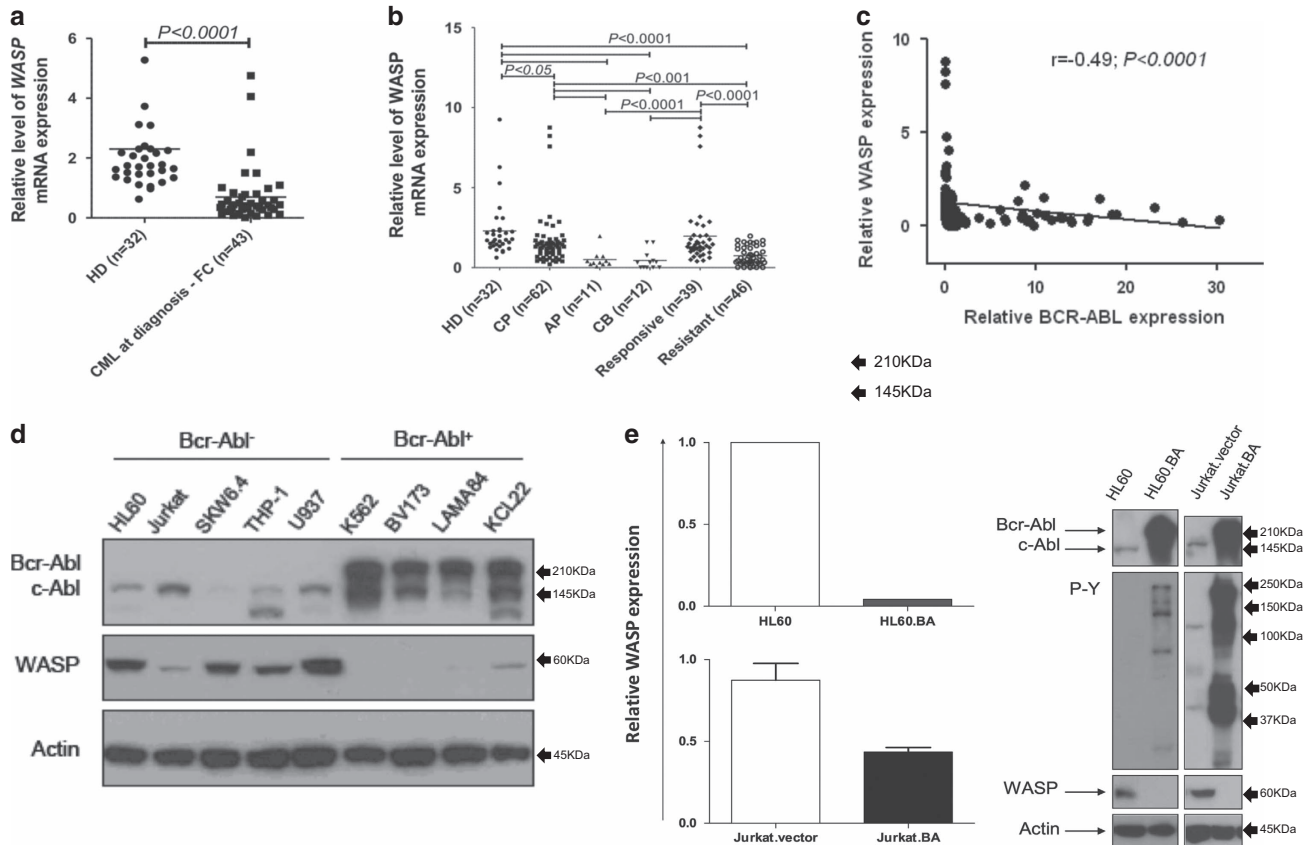 a
Relative level of WASP
mRNA expression
P<0.0001
6
4
2
0
HD (n=32)
CML at diagnosis - FC (n=43)
b
Relative level of WASP
mRNA expression
15
10
5
0
P<0.0001
P<0.05
P<0.001
P<0.0001
P<0.0001
HD (n=32)
CP (n=62)
AP (n=11)
CB (n=12)
Responsive (n=39)
Resistant (n=46)
c
Relative WASP expression
10
5
0
r=-0.49; P<0.0001
0 10 20 30
Relative BCR-ABL expression
210KDa
145KDa
d
Bcr-Abl-
Bcr-Abl+
HL60
Jurkat
SKW6.4
THP-1
U937
K562
BV173
LAMA84
KCL22
Bcr-Abl
c-Abl
210KDa
145KDa
WASP
60KDa
Actin
45KDa
e
Relative WASP expression
1.0
0.5
0.0
HL60
HL60.BA
1.0
0.5
0.0
Jurkat.vector
Jurkat.BA
HL60
HL60.BA
Jurkat.vector
Jurkat.BA
Bcr-Abl
c-Abl
210KDa
145KDa
P-Y
250KDa
150KDa
100KDa
50KDa
37KDa
WASP
60KDa
Actin
45KDa